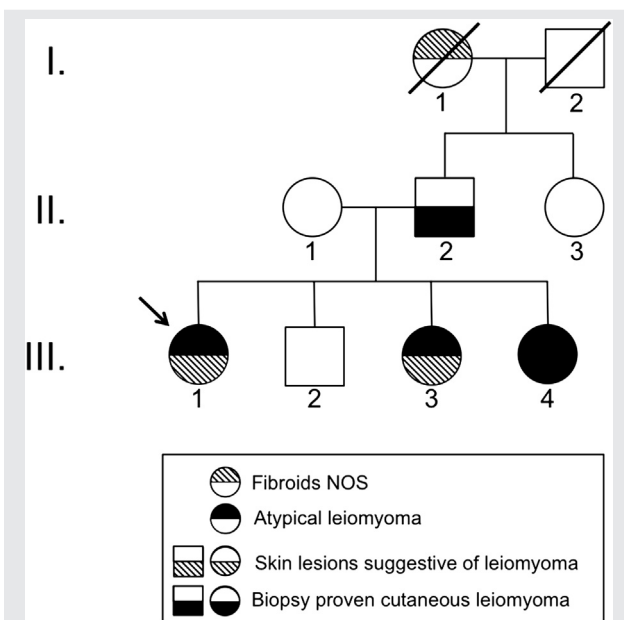 I.
1 2
II.
1 2 3
III.
1 2 3 4
Fibroids NOS
Atypical leiomyoma
Skin lesions suggestive of leiomyoma
Biopsy proven cutaneous leiomyoma